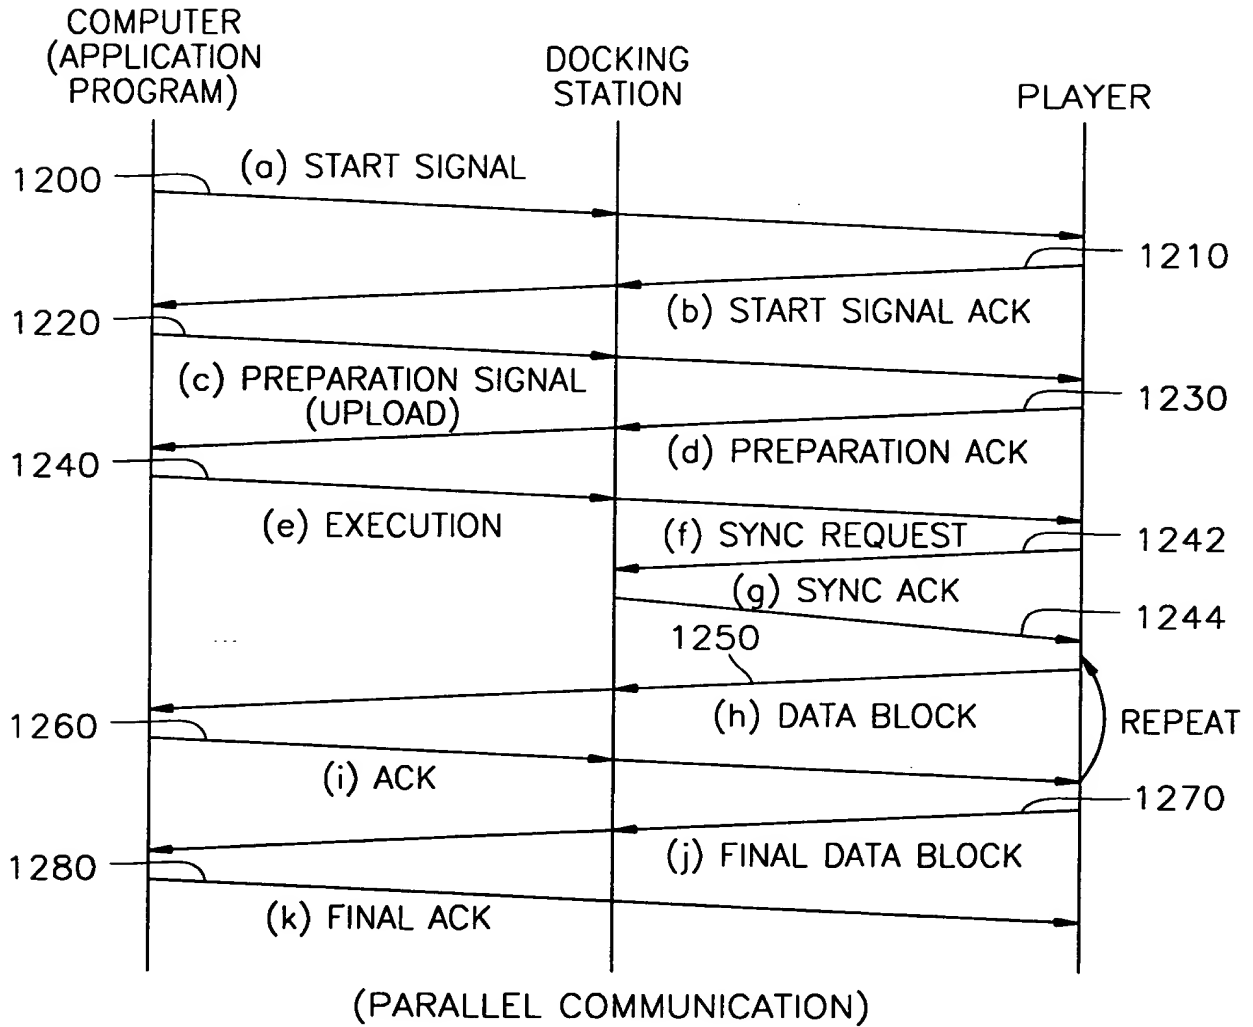 COMPUTER
(APPLICATION
PROGRAM)
DOCKING
STATION
PLAYER
1200
(a) START SIGNAL
1210
(b) START SIGNAL ACK
1220
(c) PREPARATION SIGNAL
(UPLOAD)
1230
(d) PREPARATION ACK
1240
(e) EXECUTION
(f) SYNC REQUEST
1242
(g) SYNC ACK
1244
1250
(h) DATA BLOCK
REPEAT
1260
(i) ACK
1270
(j) FINAL DATA BLOCK
1280
(k) FINAL ACK
(PARALLEL COMMUNICATION)